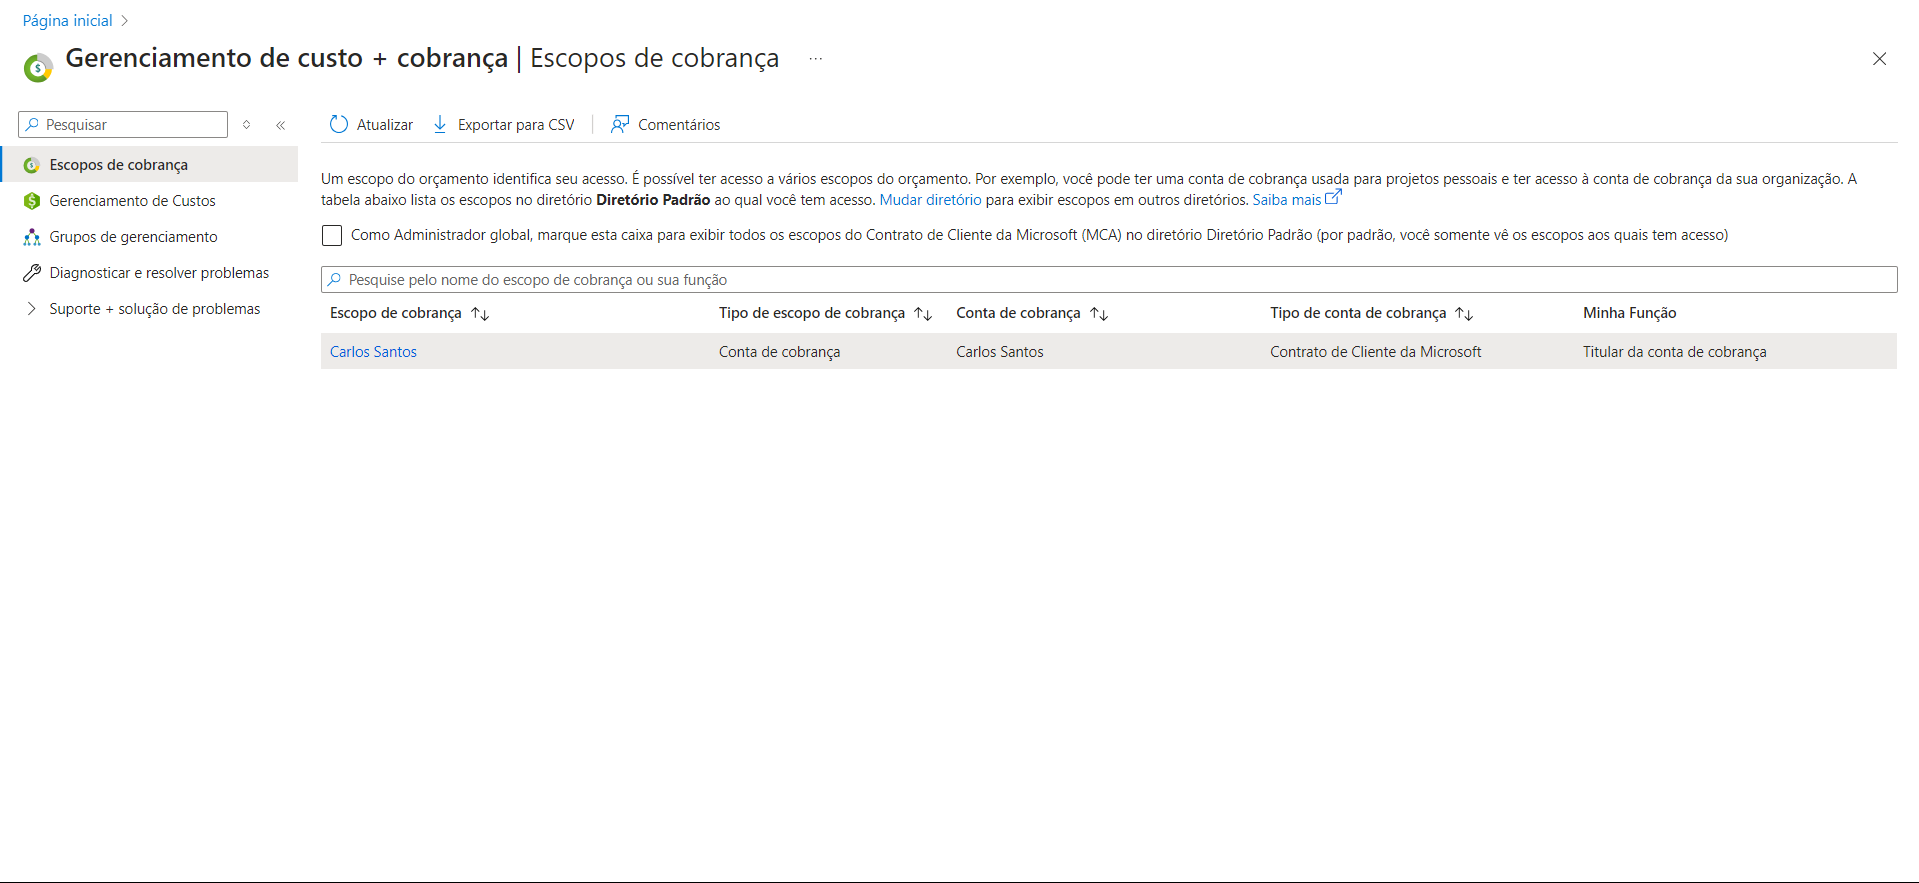 Página inicial
Gerenciamento de custo + cobrança | Escopos de cobrança
Pesquisar
Atualizar
Exportar para CSV
Comentários
Escopos de cobrança
Gerenciamento de Custos
Grupos de gerenciamento
Diagnosticar e resolver problemas
Suporte + solução de problemas
Um escopo do orçamento identifica seu acesso. É possível ter acesso a vários escopos do orçamento. Por exemplo, você pode ter uma conta de cobrança usada para projetos pessoais e ter acesso à conta de cobrança da sua organização. A
tabela abaixo lista os escopos no diretório Diretório Padrão ao qual você tem acesso. Mudar diretório para exibir escopos em outros diretórios. Saiba mais
Como Administrador global, marque esta caixa para exibir todos os escopos do Contrato de Cliente da Microsoft (MCA) no diretório Diretório Padrão (por padrão, você somente vê os escopos aos quais tem acesso)
Pesquise pelo nome do escopo de cobrança ou sua função
Escopo de cobrança Tipo de escopo de cobrança Conta de cobrança Tipo de conta de cobrança Minha Função
Carlos Santos Conta de cobrança Carlos Santos Contrato de Cliente da Microsoft Titular da conta de cobrança